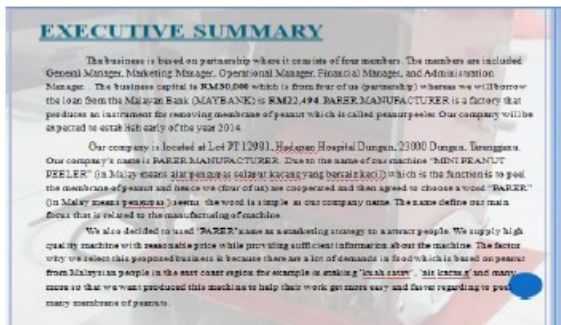 EXECUTIVE SUMMARY
The business is based on partnership where it consists of four members. The members are included
General Manager, Marketing Manager, Operational Manager, Financial Manager, and Administration
Manager. . The business capital is RM30,000 which is from four of us (partnership) whereas we will borrow
the loan from the Malayan Bank (MAYBANK) is RM22,494. PARER MANUFACTURER is a factory that
produces an instrument for removing membrane of peanut which is called peanut peeler. Our company will be
expected to establish early of the year 2014.
Our company is located at Lot PT 12981, Hadapan Hospital Dungun, 23000 Dungun, Terengganu.
Our company's name is PARER MANUFACTURER. Due to the name of our machine "MINI PEANUT
PEELER" (in Malay means alat pengupas selaput kacang yang bersaiz kecil) which is the function is to peel
the membrane of peanut and hence we (four of us) are cooperated and then agreed to choose a word "PARER"
(in Malay means pengupas) seems the word is simple as our company name. The name define our main
focus that is related to the manufacturing of machine.
We also decided to used 'PARER' name as a marketing strategy to attract people. We supply high
quality machine with reasonable price while providing sufficient information about the machine. The factor
why we select this proposed business is because there are a lot of demands in food which is based on peanut
from Malaysian people in the east coast region for example is making 'kuah satay', 'nis kacang' and many
more so that we want produced this machine to help their work get more easy and faster regarding to peel
many membrane of peanuts.